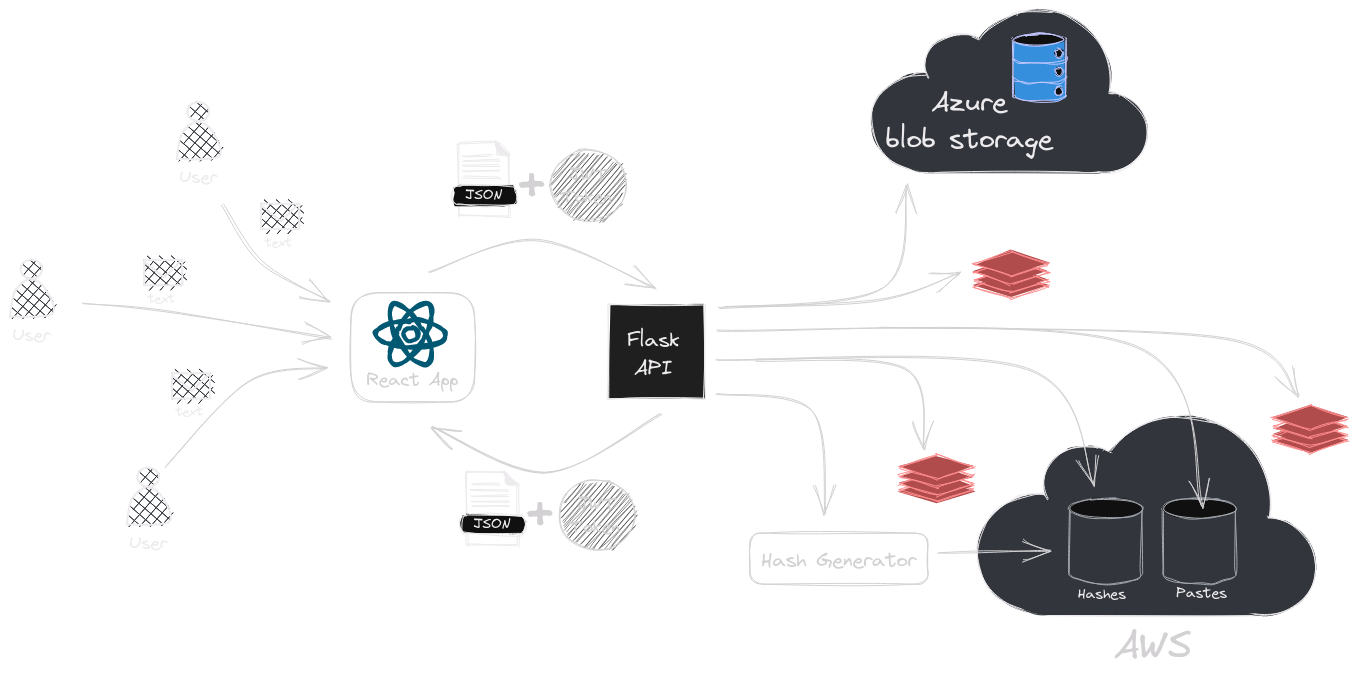 Azure
blob storage
User
JSON
text
User
text
Flask
API
React App
text
JSON
User
Hash Generator
Hashes
Pastes
AWS